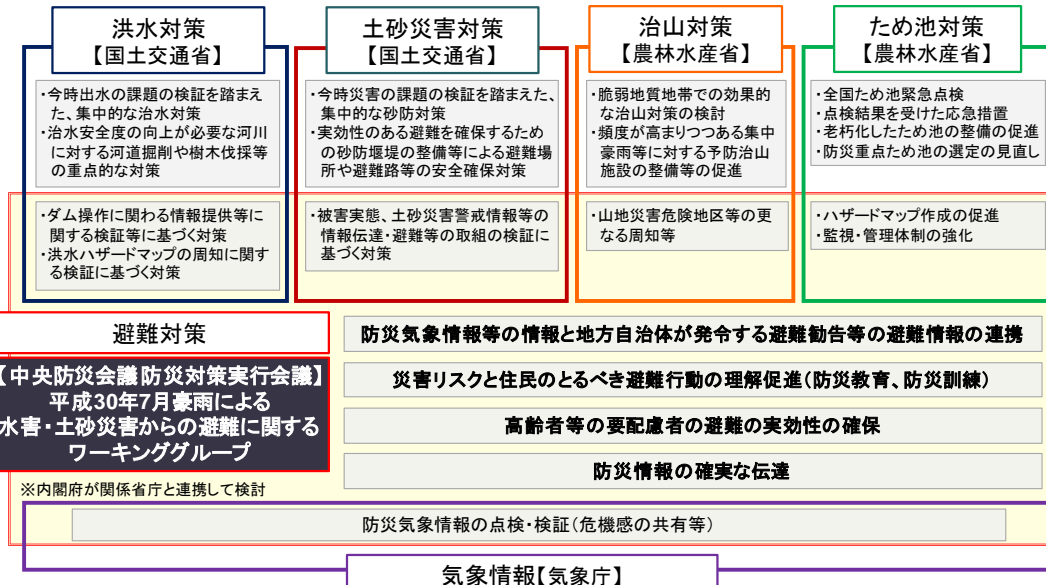 洪水対策
【国土交通省】
・今時出水の課題の検証を踏まえ
た、集中的な治水対策
・治水安全度の向上が必要な河川
に対する河道掘削や樹木伐採等
の重点的な対策
・ダム操作に関わる情報提供等に
関する検証等に基づく対策
・洪水ハザードマップの周知に関す
る検証に基づく対策
土砂災害対策
【国土交通省】
・今時災害の課題の検証を踏まえた、
集中的な砂防対策
・実効性のある避難を確保するため
の砂防堰堤の整備等による避難場
所や避難路等の安全確保対策
・被害実態、土砂災害警戒情報等の
情報伝達・避難等の取組の検証に
基づく対策
治山対策
【農林水産省】
・脆弱地質地帯での効果的
な治山対策の検討
・頻度が高まりつつある集中
豪雨等に対する予防治山
施設の整備等の促進
・山地災害危険地区等の更
なる周知等
ため池対策
【農林水産省】
・全国ため池緊急点検
・点検結果を受けた応急措置
・老朽化したため池の整備の促進
・防災重点ため池の選定の見直し
・ハザードマップ作成の促進
・監視・管理体制の強化
避難対策
【中央防災会議 防災対策実行会議】
平成30年7月豪雨による
水害・土砂災害からの避難に関する
ワーキンググループ
※内閣府が関係省庁と連携して検討
防災気象情報等の情報と地方自治体が発令する避難勧告等の避難情報の連携
災害リスクと住民のとるべき避難行動の理解促進(防災教育、防災訓練)
高齢者等の要配慮者の避難の実効性の確保
防災情報の確実な伝達
防災気象情報の点検・検証(危機感の共有等)
気象情報【気象庁】